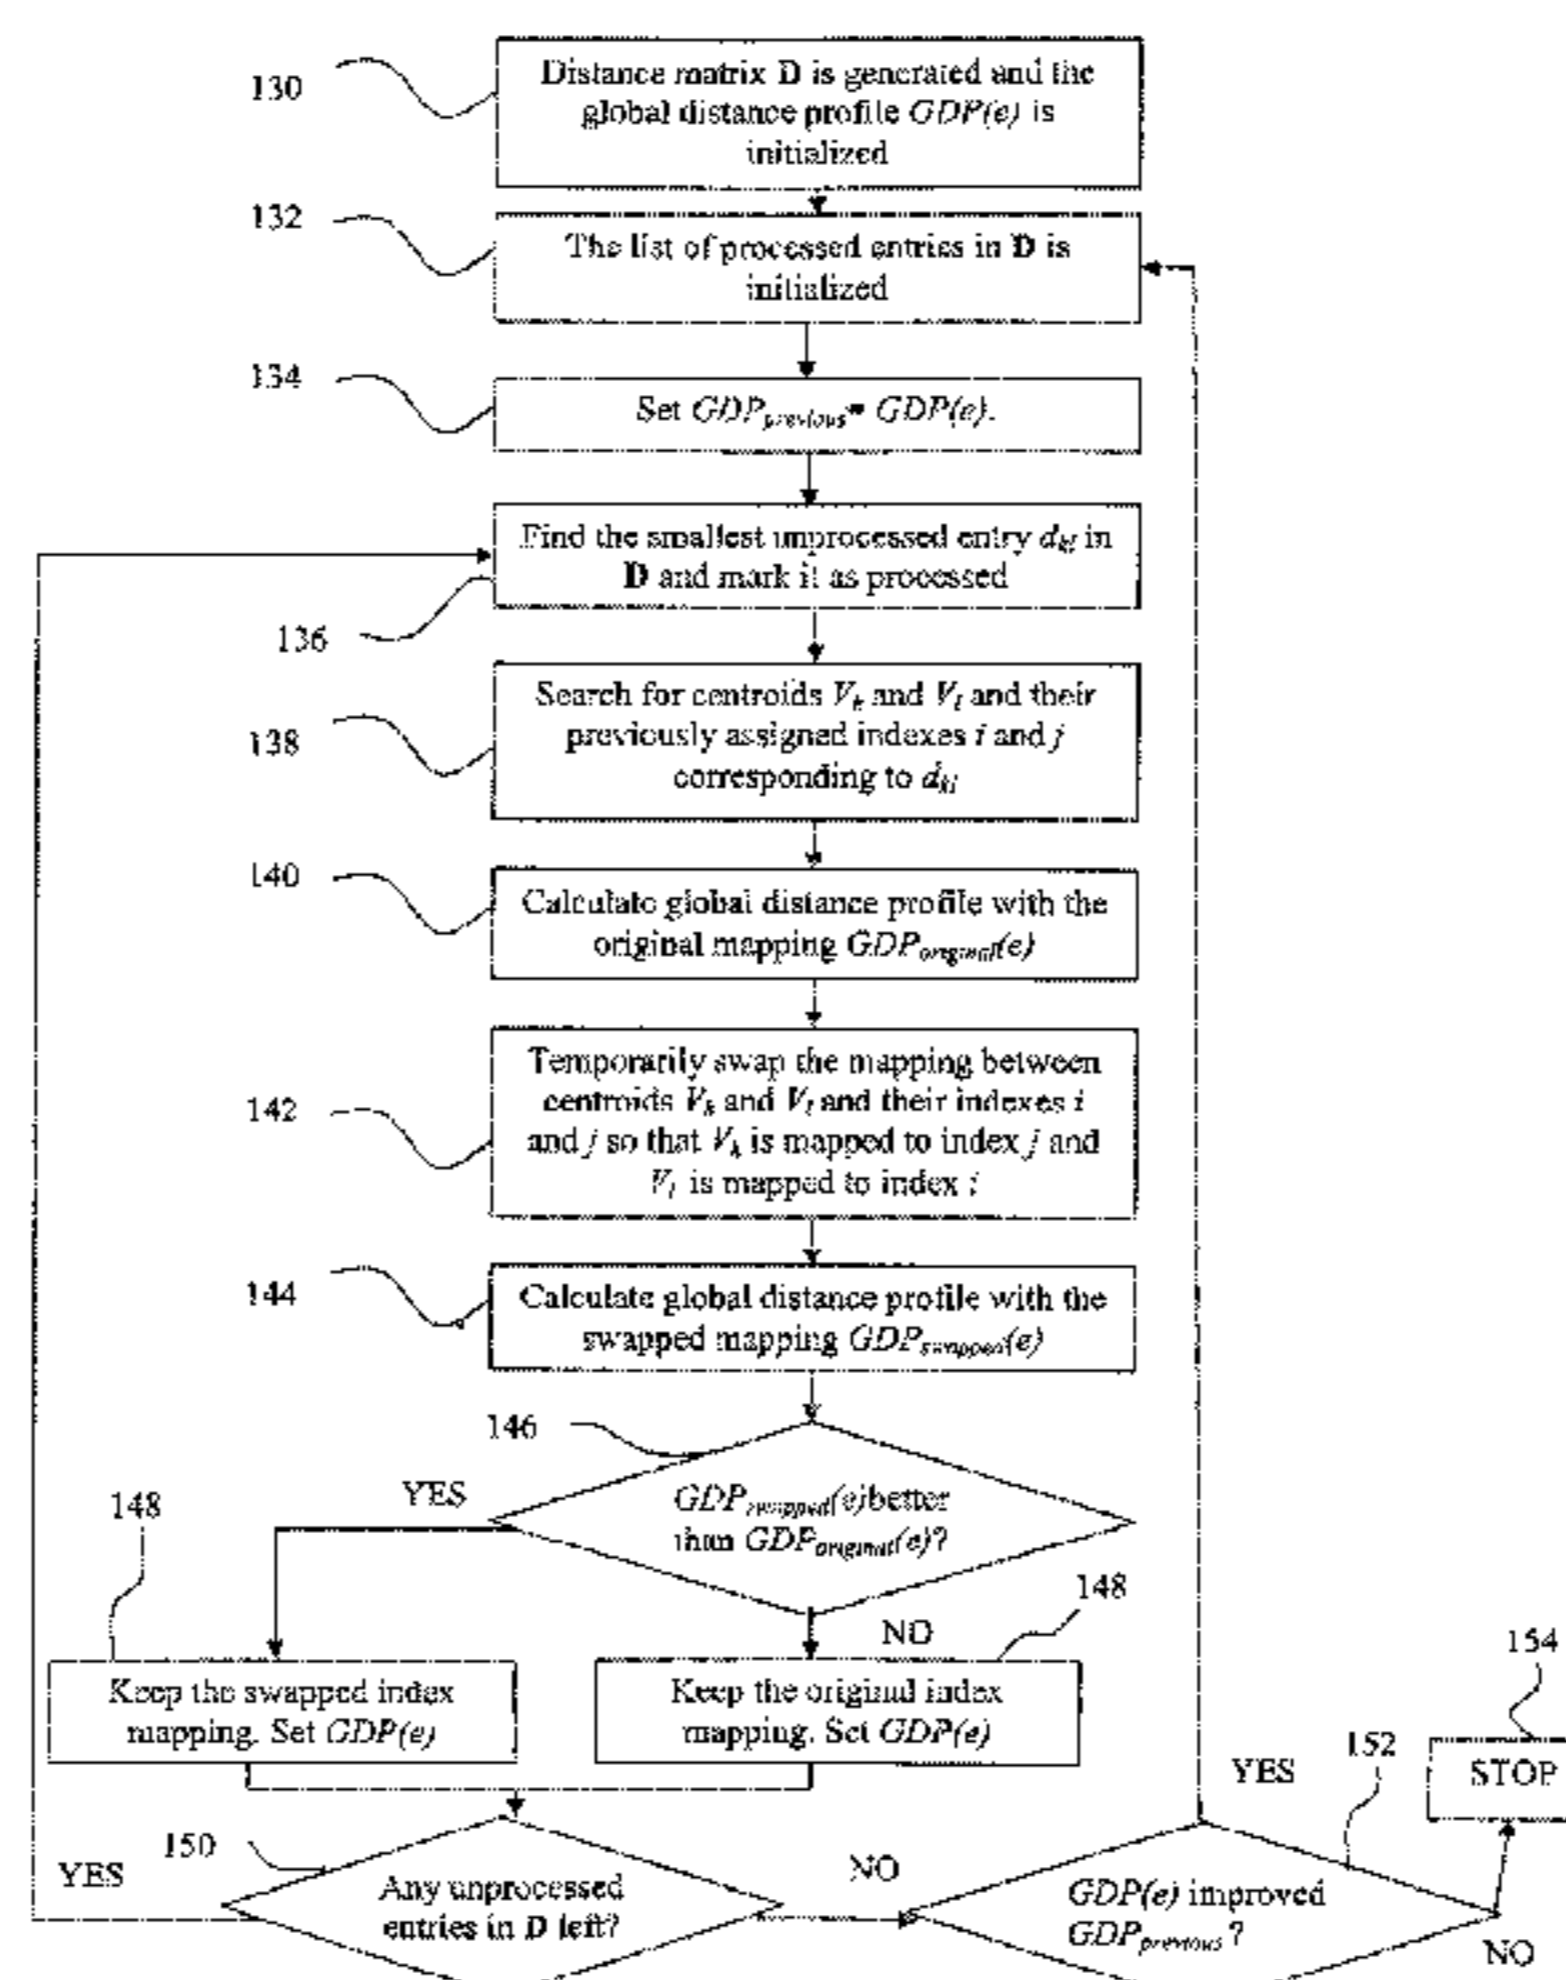 130
Distance matrix D is generated and the
global distance profile GDP(e) is
initialized
132
The list of processed entries in D is
initialized
134
Set GDPprevious= GDP(e).
Find the smallest unprocessed entry dkl in
D and mark it as processed
136
Search for centroids Vk and Vl and their
previously assigned indexes i and j
corresponding to dkl
138
140
Calculate global distance profile with the
original mapping GDPoriginal(e)
Temporarily swap the mapping between
centroids Vk and Vl and their indexes i
and j so that Vk is mapped to index j and
Vl is mapped to index i
142
144
Calculate global distance profile with the
swapped mapping GDPswapped(e)
146
YES
GDPswapped(e)better
than GDPoriginal(e)?
148
148
NO
Keep the swapped index
mapping. Set GDP(e)
Keep the original index
mapping. Set GDP(e)
154
152
YES
STOP
150
YES
Any unprocessed
entries in D left?
NO
GDP(e) improved
GDPprevious?
NO